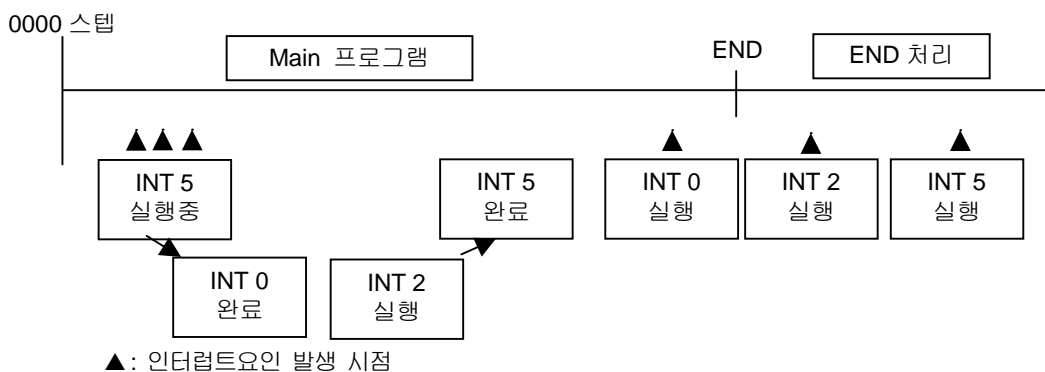 0000 스텝
Main 프로그램
END
END 처리
INT 5
실행중
INT 5
완료
INT 0
실행
INT 2
실행
INT 5
실행
INT 0
완료
INT 2
실행
▲: 인터럽트요인 발생 시점